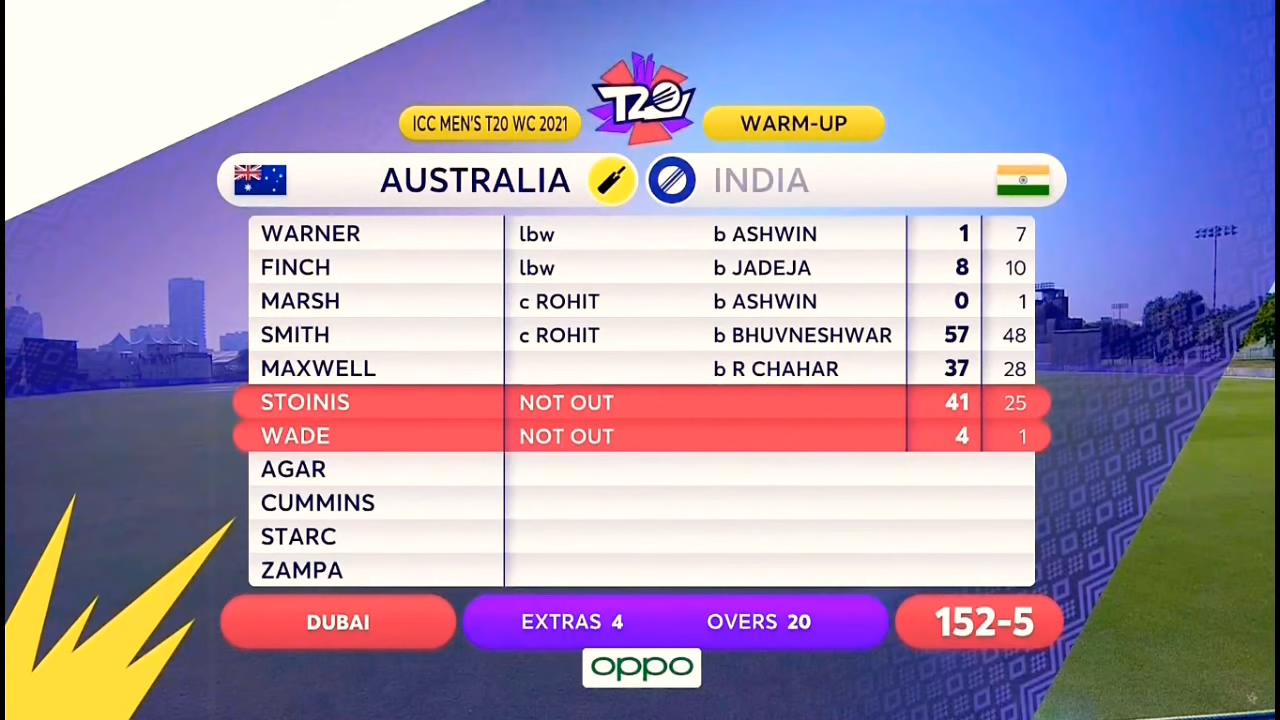 T20
ICC MEN'S T20 WC 2021 WARM-UP
AUSTRALIA INDIA
WARNER lbw b ASHWIN 1 7
FINCH lbw b JADEJA 8 10
MARSH c ROHIT b ASHWIN 0 1
SMITH c ROHIT b BHUVNESHWAR 57 48
MAXWELL b R CHAHAR 37 28
STOINIS NOT OUT 41 25
WADE NOT OUT 4 1
AGAR
CUMMINS
STARC
ZAMPA
DUBAI EXTRAS 4 OVERS 20 152-5
oppo